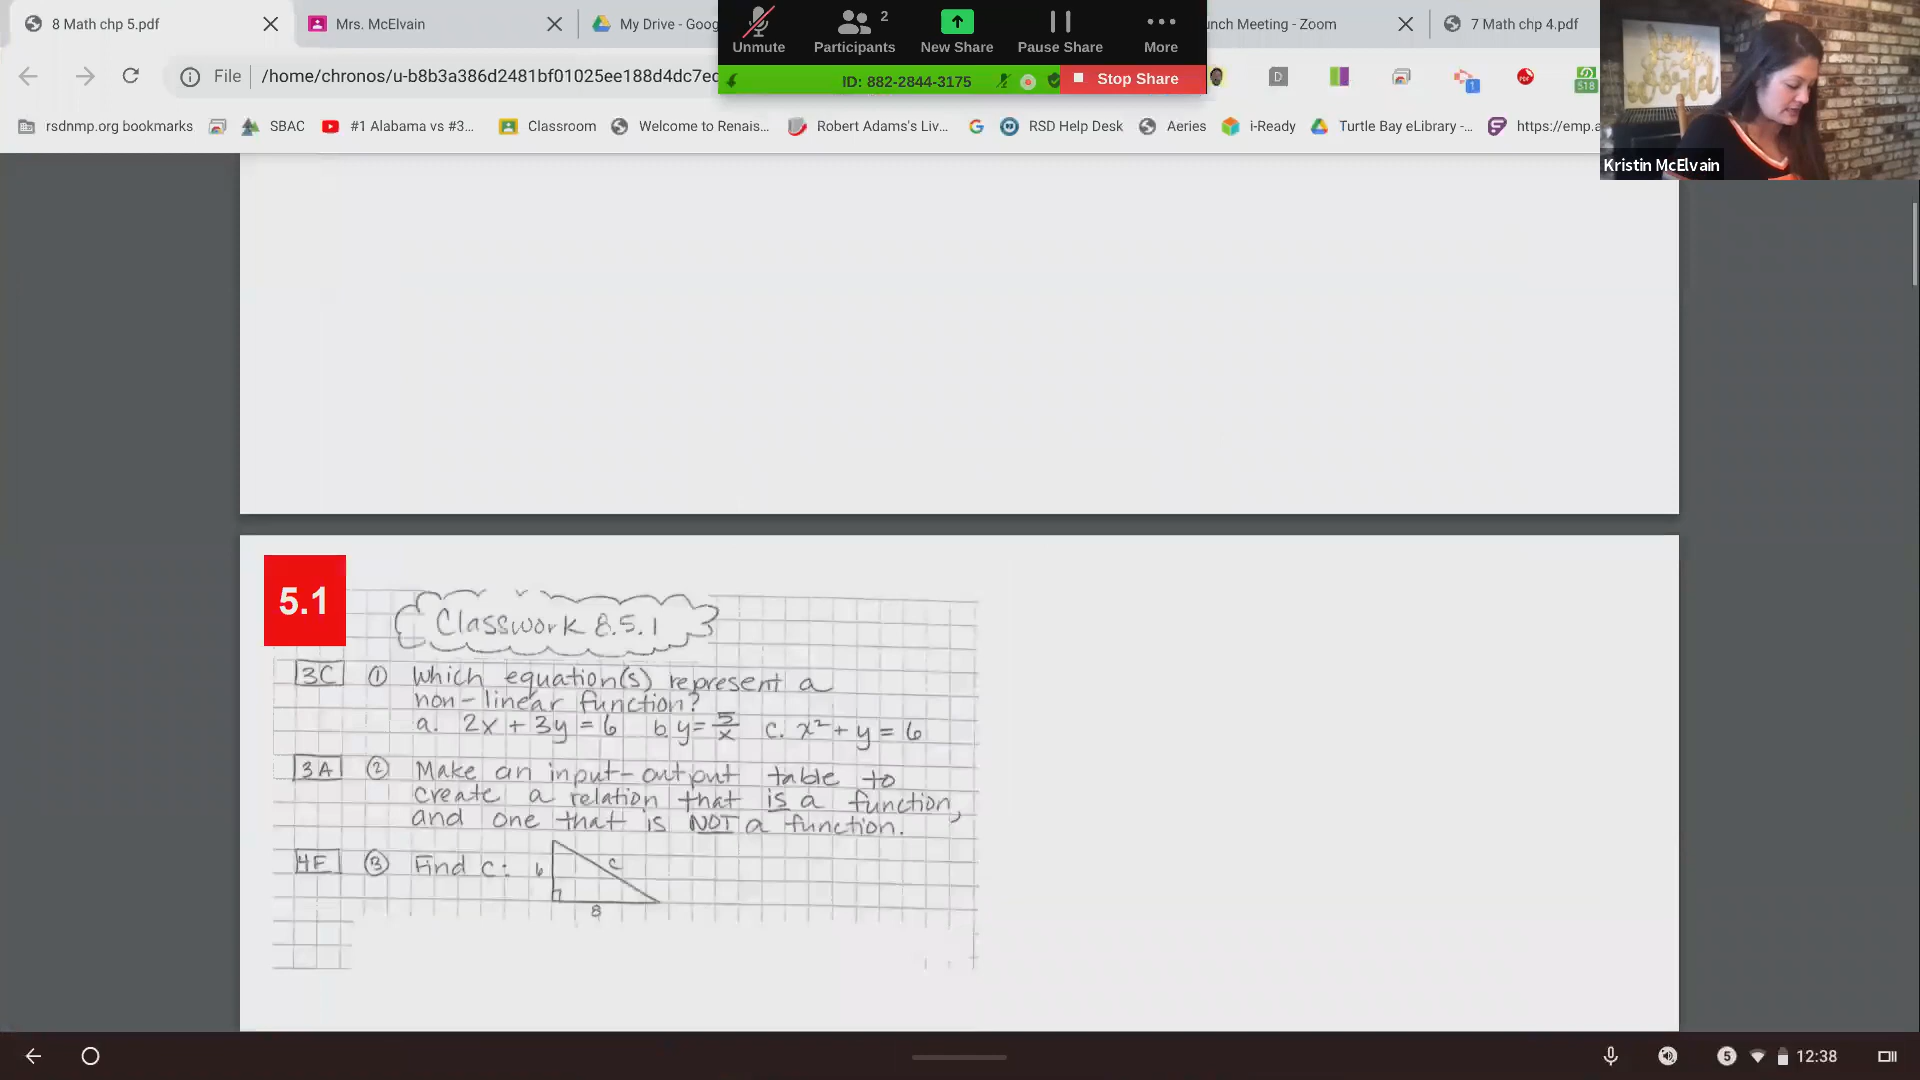 8 Math chp 5.pdf
Mrs. McElvain
My Drive - Goog
unch Meeting - Zoom
7 Math chp 4.pdf
Unmute
Participants
2
New Share
Pause Share
More
File
/home/chronos/u-b8b3a386d2481bf01025ee188d4dc7ec
ID: 882-2844-3175
Stop Share
D
PDF
1
518
rsdnmp.org bookmarks
SBAC
#1 Alabama vs #3...
Classroom
Welcome to Renais...
Robert Adams's Liv...
RSD Help Desk
Aeries
i-Ready
Turtle Bay eLibrary -...
https://emp.a
Kristin McElvain
5.1
Classwork 8.5.1
3C ① Which equation(s) represent a
non-linear function?
a. 2x + 3y = 6 b. y = 5/x c. x² + y = 6
3A ② Make an input-output table to
create a relation that is a function,
and one that is NOT a function.
4E ③ Find c:
6
c
8
5
12:38